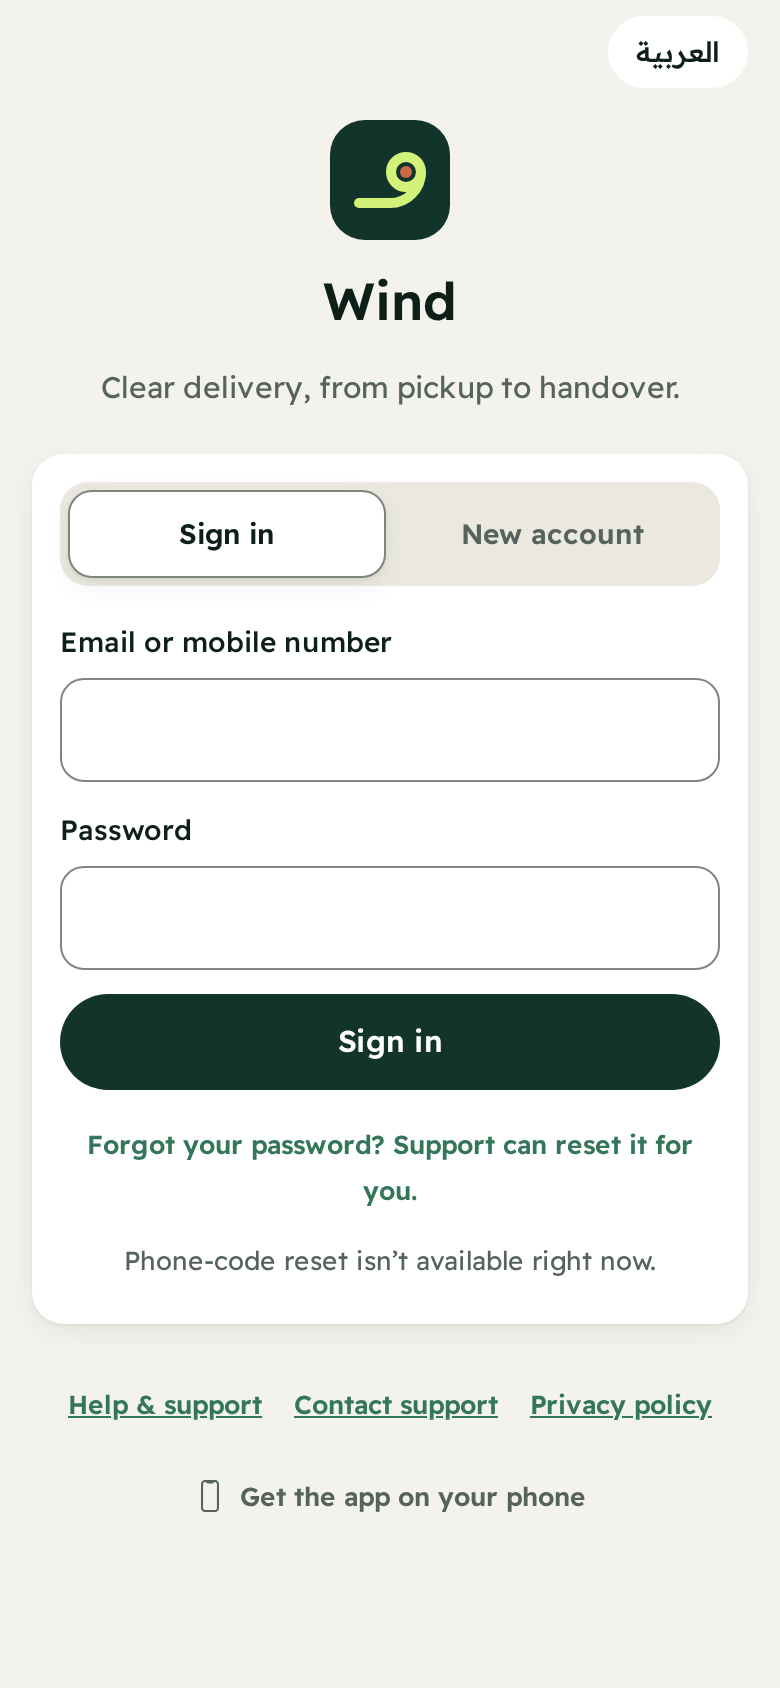 العربية
Wind
Clear delivery, from pickup to handover.
Sign in
New account
Email or mobile number
Password
Sign in
Forgot your password? Support can reset it for
you.
Phone-code reset isn’t available right now.
Help & support
Contact support
Privacy policy
Get the app on your phone